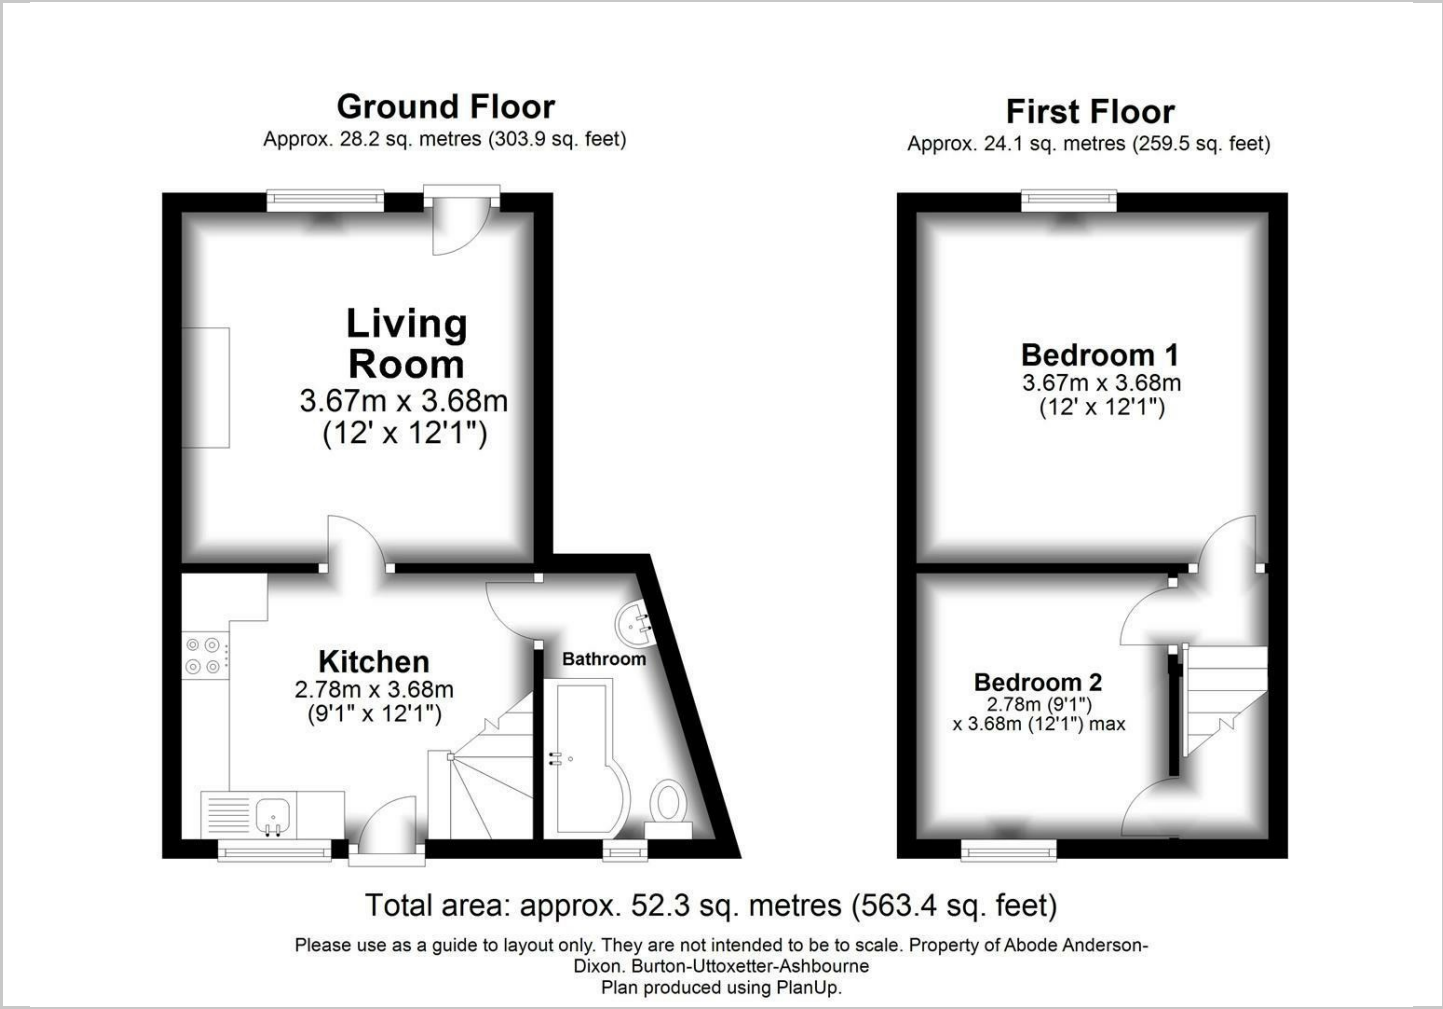 Ground Floor
Approx. 28.2 sq. metres (303.9 sq. feet)
First Floor
Approx. 24.1 sq. metres (259.5 sq. feet)
Living
Room
3.67m x 3.68m
(12' x 12'1")
Kitchen
2.78m x 3.68m
(9'1" x 12'1")
Bathroom
Bedroom 1
3.67m x 3.68m
(12' x 12'1")
Bedroom 2
2.78m (9'1")
x 3.68m (12'1") max
Total area: approx. 52.3 sq. metres (563.4 sq. feet)
Please use as a guide to layout only. They are not intended to be to scale. Property of Abode Anderson-
Dixon. Burton-Uttoxetter-Ashbourne
Plan produced using PlanUp.